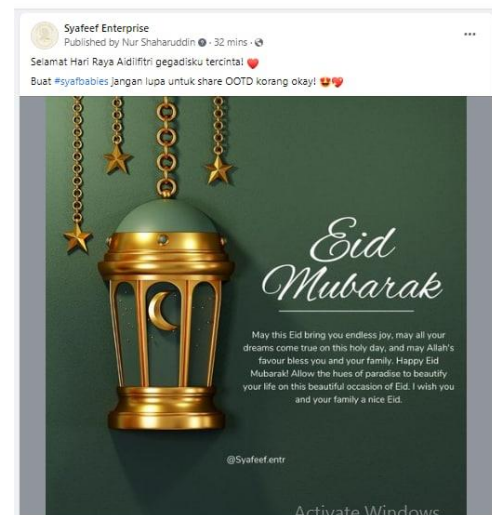 Syafeef Enterprise
Published by Nur Shaharuddin · 32 mins ·
Selamat Hari Raya Aidilfitri gegadisku tercinta! ❤️
Buat #syafbabies jangan lupa untuk share OOTD korang okay! 🤩💖
Eid
Mubarak
May this Eid bring you endless joy, may all your
dreams come true on this holy day, and may Allah's
favour bless you and your family. Happy Eid
Mubarak! Allow the hues of paradise to beautify
your life on this beautiful occasion of Eid. I wish you
and your family a nice Eid.
@Syafeef.entr
Activate Windows